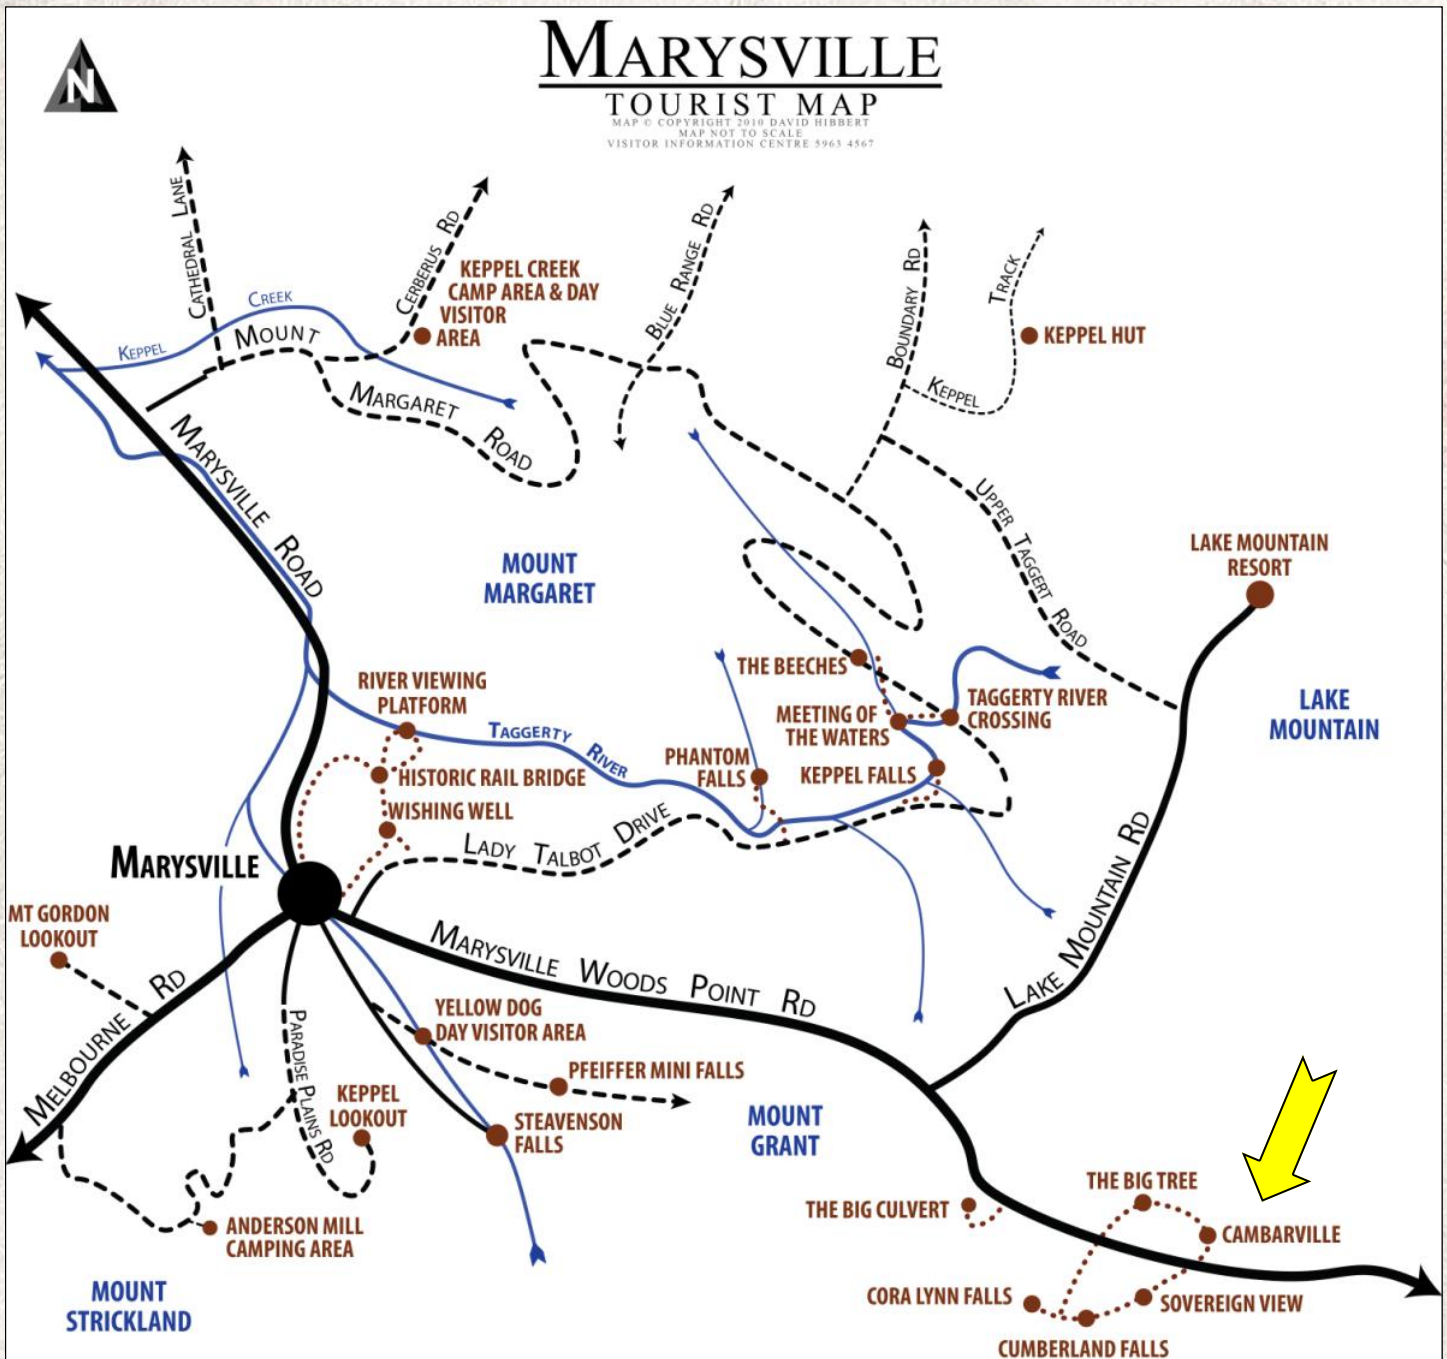 N
MARYSVILLE
TOURIST MAP
MAP © COPYRIGHT 2010 DAVID HIBBERT
MAP NOT TO SCALE
VISITOR INFORMATION CENTRE 5963 4567
CATHEDRAL LANE
CERBERUS RD
KEPPEL CREEK
CAMP AREA & DAY
VISITOR
AREA
BLUE RANGE RD
BOUNDARY RD
KEPPEL TRACK
KEPPEL HUT
KEPPEL CREEK
MOUNT MARGARET ROAD
MARYSVILLE ROAD
UPPER TAGGERT ROAD
MOUNT
MARGARET
LAKE MOUNTAIN
RESORT
LAKE
MOUNTAIN
THE BEECHES
TAGGERTY RIVER
CROSSING
MEETING OF
THE WATERS
RIVER VIEWING
PLATFORM
TAGGERTY RIVER
PHANTOM
FALLS
KEPPEL FALLS
HISTORIC RAIL BRIDGE
WISHING WELL
LADY TALBOT DRIVE
MARYSVILLE
LAKE MOUNTAIN RD
MT GORDON
LOOKOUT
MELBOURNE RD
MARYSVILLE WOODS POINT RD
PARADISE PLAINS RD
YELLOW DOG
DAY VISITOR AREA
PFEIFFER MINI FALLS
KEPPEL
LOOKOUT
STEAVENSON
FALLS
MOUNT
GRANT
ANDERSON MILL
CAMPING AREA
MOUNT
STRICKLAND
THE BIG CULVERT
THE BIG TREE
CAMBARVILLE
CORA LYNN FALLS
SOVEREIGN VIEW
CUMBERLAND FALLS